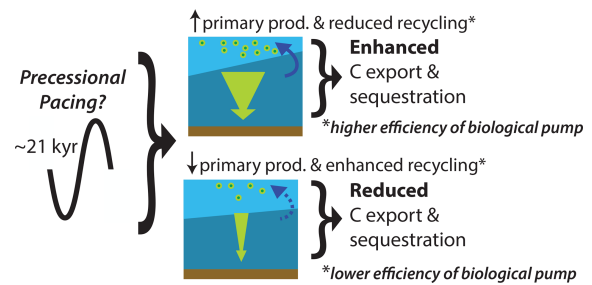 ↑primary prod. & reduced recycling*
Enhanced
C export &
sequestration
*higher efficiency of biological pump
Precessional
Pacing?
~21 kyr
↓primary prod. & enhanced recycling*
Reduced
C export &
sequestration
*lower efficiency of biological pump